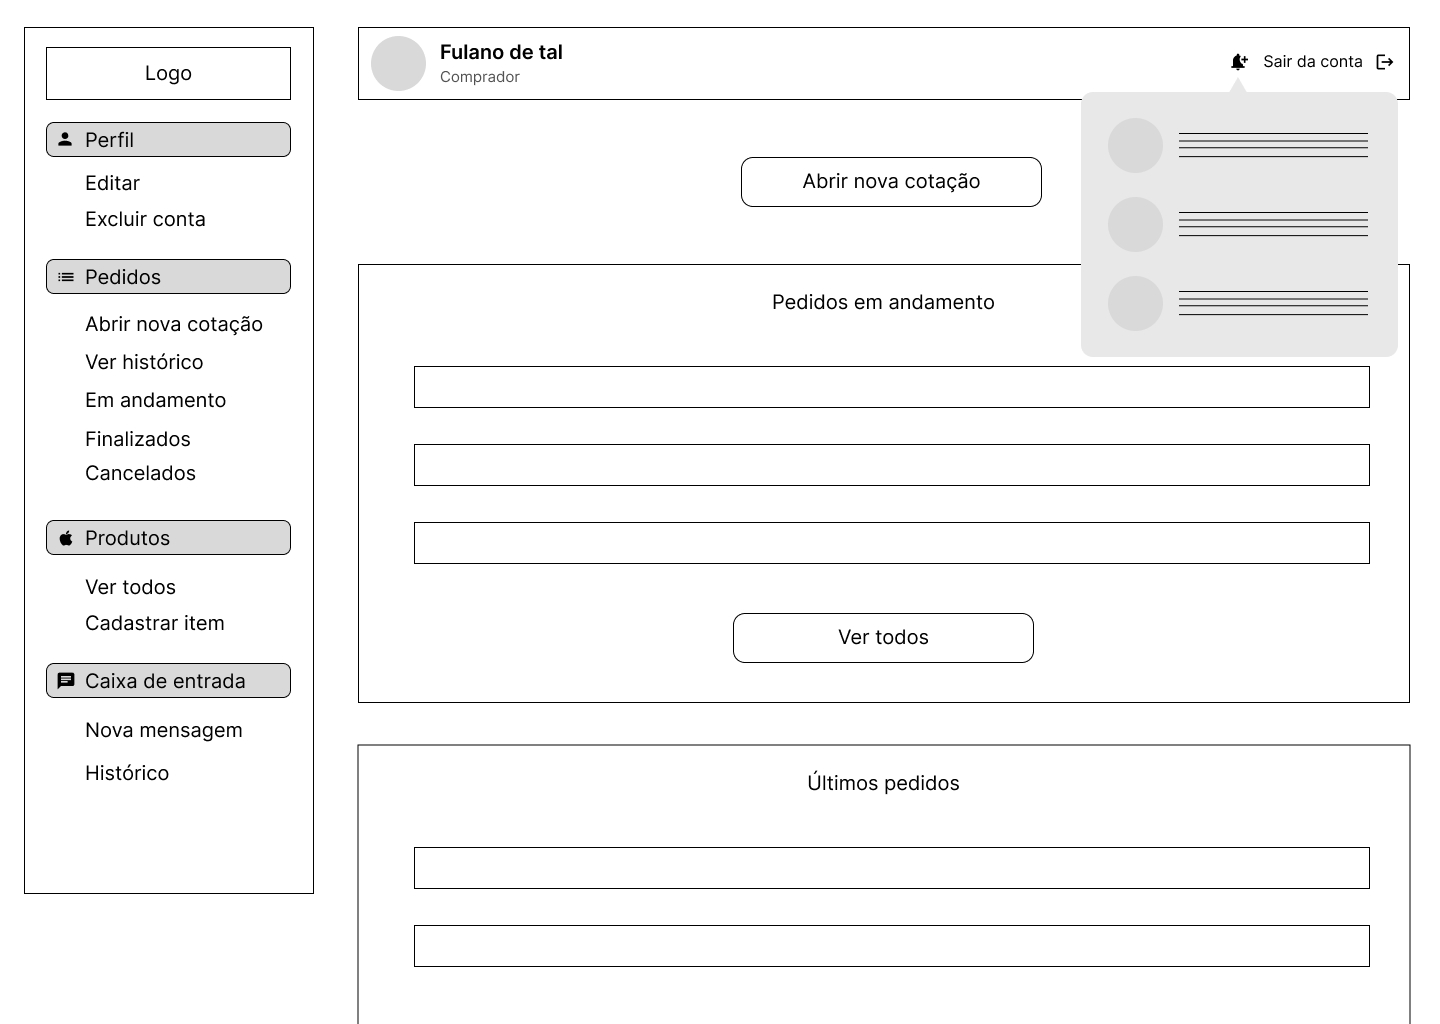 Logo
Perfil
Editar
Excluir conta
Pedidos
Abrir nova cotação
Ver histórico
Em andamento
Finalizados
Cancelados
Produtos
Ver todos
Cadastrar item
Caixa de entrada
Nova mensagem
Histórico
Fulano de tal
Comprador
Sair da conta
Abrir nova cotação
Pedidos em andamento
Ver todos
Últimos pedidos